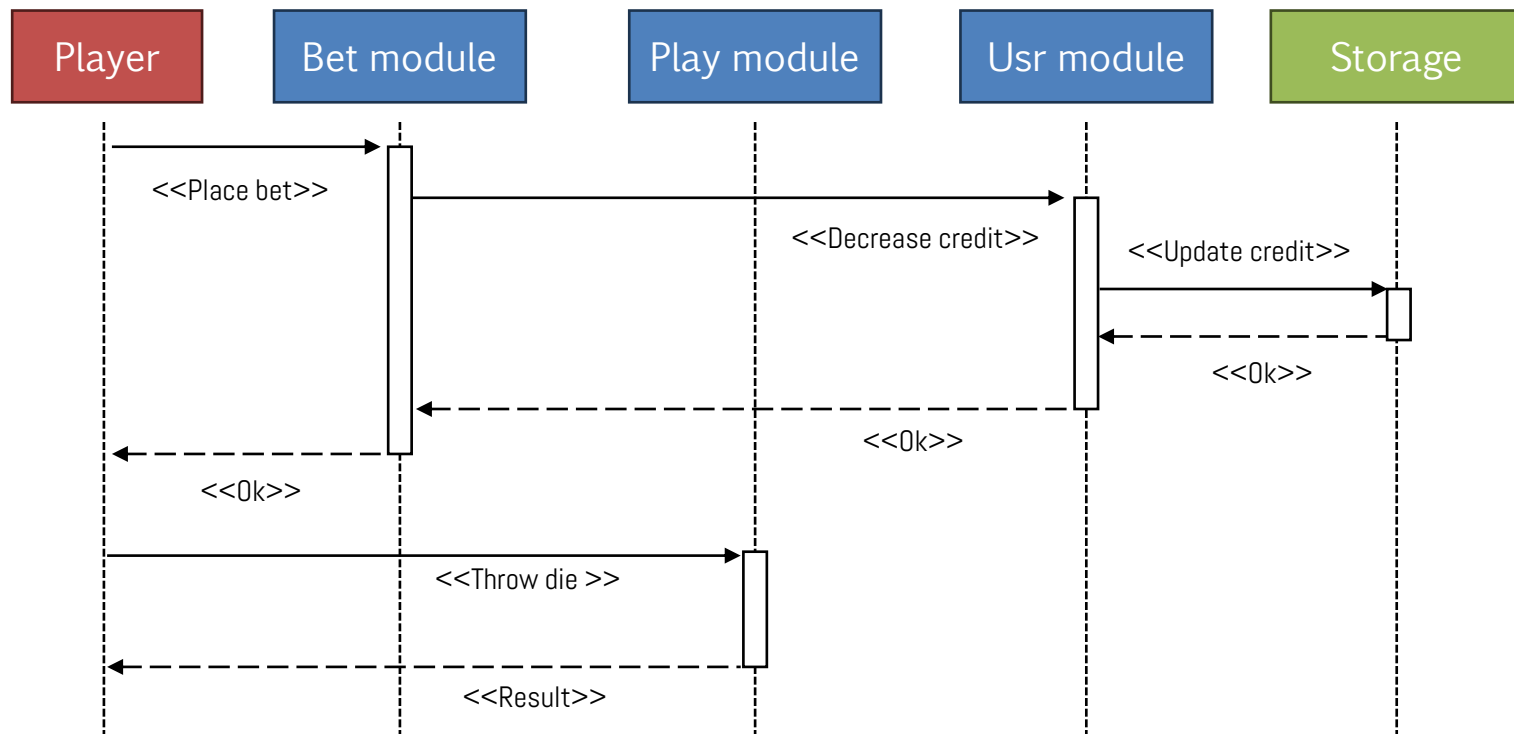 Player
Bet module
Play module
Usr module
Storage
<<Place bet>>
<<Decrease credit>>
<<Update credit>>
<<Ok>>
<<Ok>>
<<Ok>>
<<Throw die >>
<<Result>>